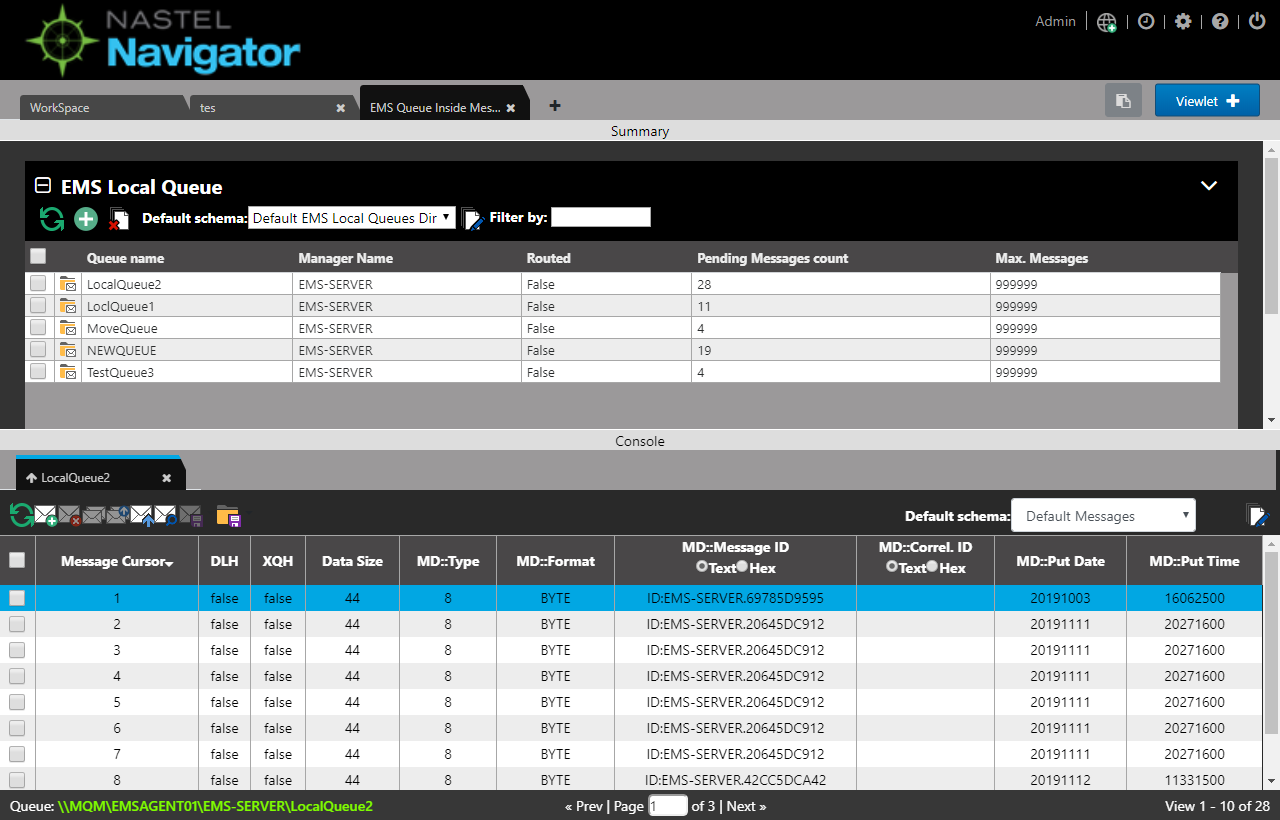 NASTEL
Navigator
Admin
WorkSpace
tes
EMS Queue Inside Mes...
Viewlet
Summary
EMS Local Queue
Default schema: Default EMS Local Queues Dir Filter by:
Queue name Manager Name Routed Pending Messages count Max. Messages
LocalQueue2 EMS-SERVER False 28 999999
LoclQueue1 EMS-SERVER False 11 999999
MoveQueue EMS-SERVER False 4 999999
NEWQUEUE EMS-SERVER False 19 999999
TestQueue3 EMS-SERVER False 4 999999
Console
LocalQueue2
Default schema: Default Messages
Message Cursor DLH XQH Data Size MD::Type MD::Format MD::Message ID MD::Correl. ID MD::Put Date MD::Put Time
Text Hex Text Hex
1 false false 44 8 BYTE ID:EMS-SERVER.69785D9595 20191003 16062500
2 false false 44 8 BYTE ID:EMS-SERVER.20645DC912 20191111 20271600
3 false false 44 8 BYTE ID:EMS-SERVER.20645DC912 20191111 20271600
4 false false 44 8 BYTE ID:EMS-SERVER.20645DC912 20191111 20271600
5 false false 44 8 BYTE ID:EMS-SERVER.20645DC912 20191111 20271600
6 false false 44 8 BYTE ID:EMS-SERVER.20645DC912 20191111 20271600
7 false false 44 8 BYTE ID:EMS-SERVER.20645DC912 20191111 20271600
8 false false 44 8 BYTE ID:EMS-SERVER.42CC5DCA42 20191112 11331500
Queue: \\MQM\EMSAGENT01\EMS-SERVER\LocalQueue2 « Prev | Page 1 of 3 | Next » View 1 - 10 of 28